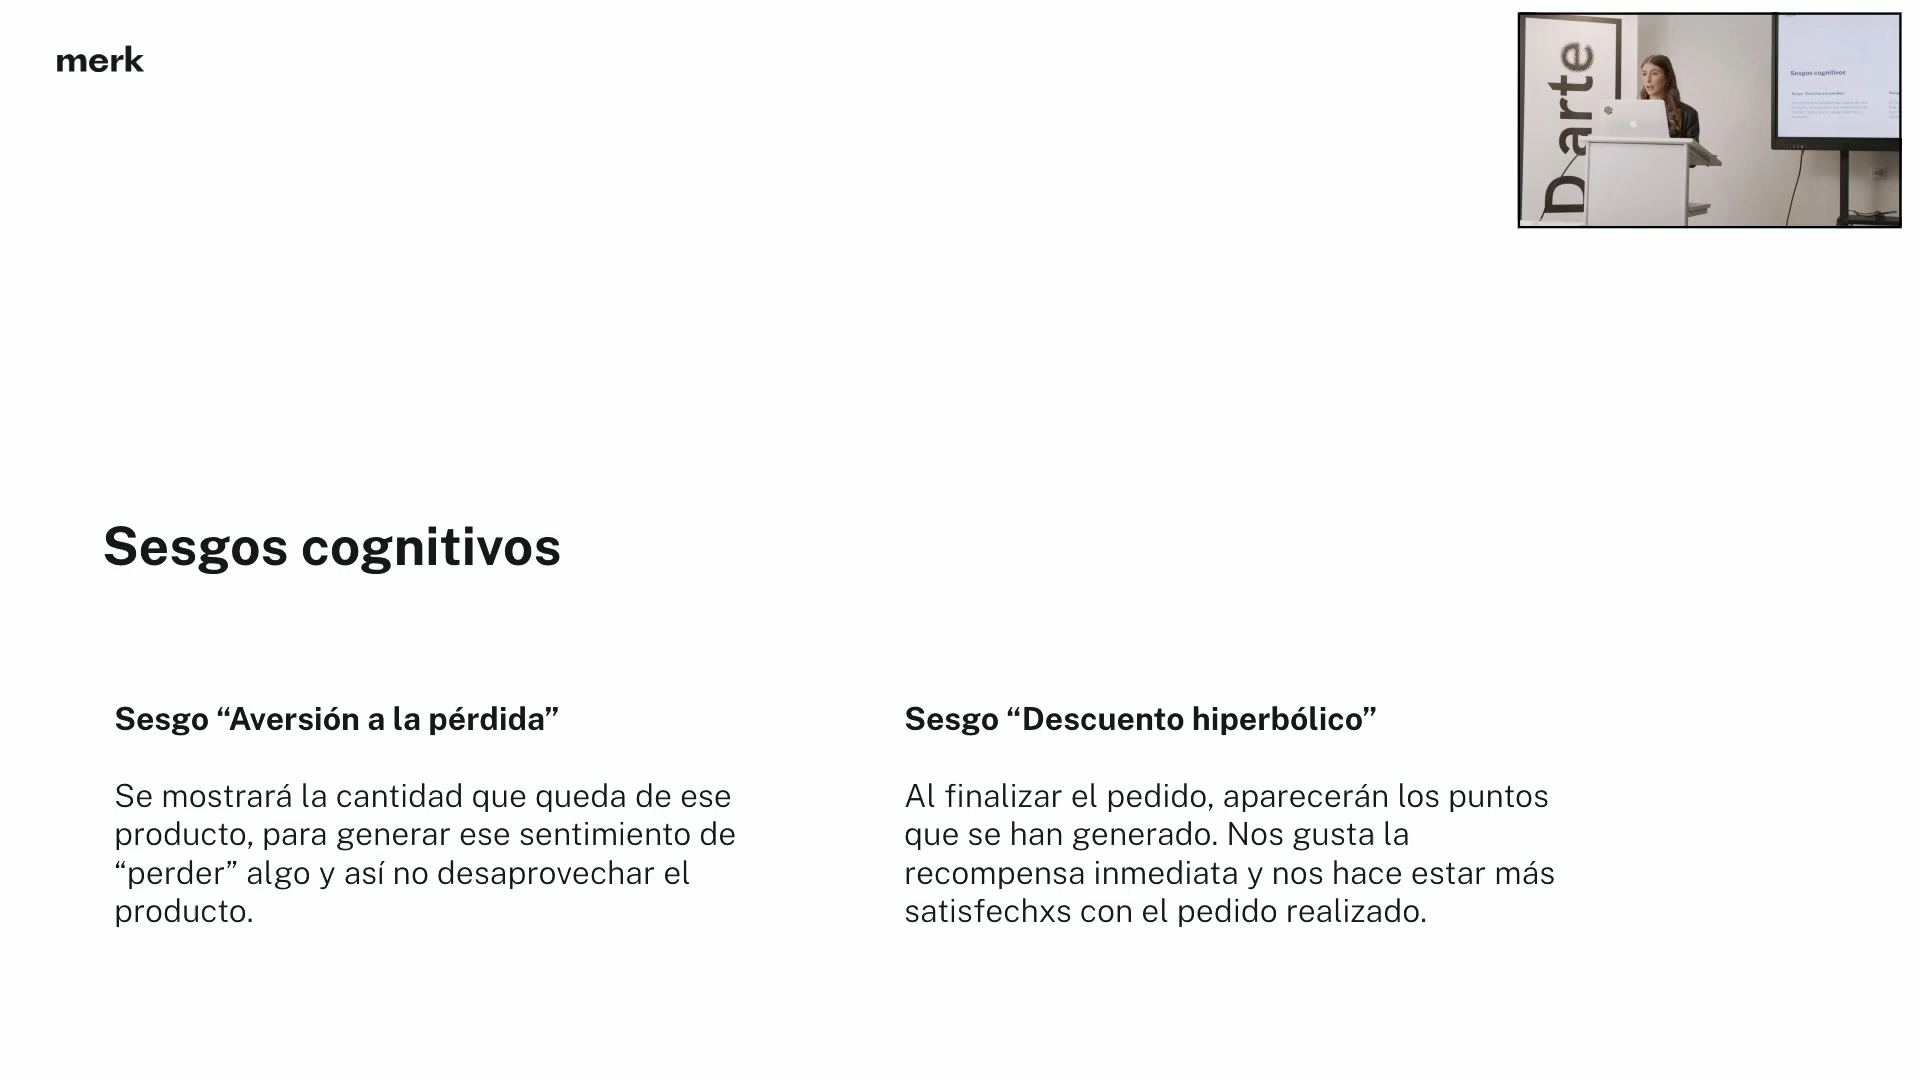 merk
D arte
Sesgos cognitivos
Sesgos cognitivos
Sesgo “Aversión a la pérdida”
Se mostrará la cantidad que queda de ese
producto, para generar ese sentimiento de
“perder” algo y así no desaprovechar el
producto.
Sesgo “Descuento hiperbólico”
Al finalizar el pedido, aparecerán los puntos
que se han generado. Nos gusta la
recompensa inmediata y nos hace estar más
satisfechxs con el pedido realizado.